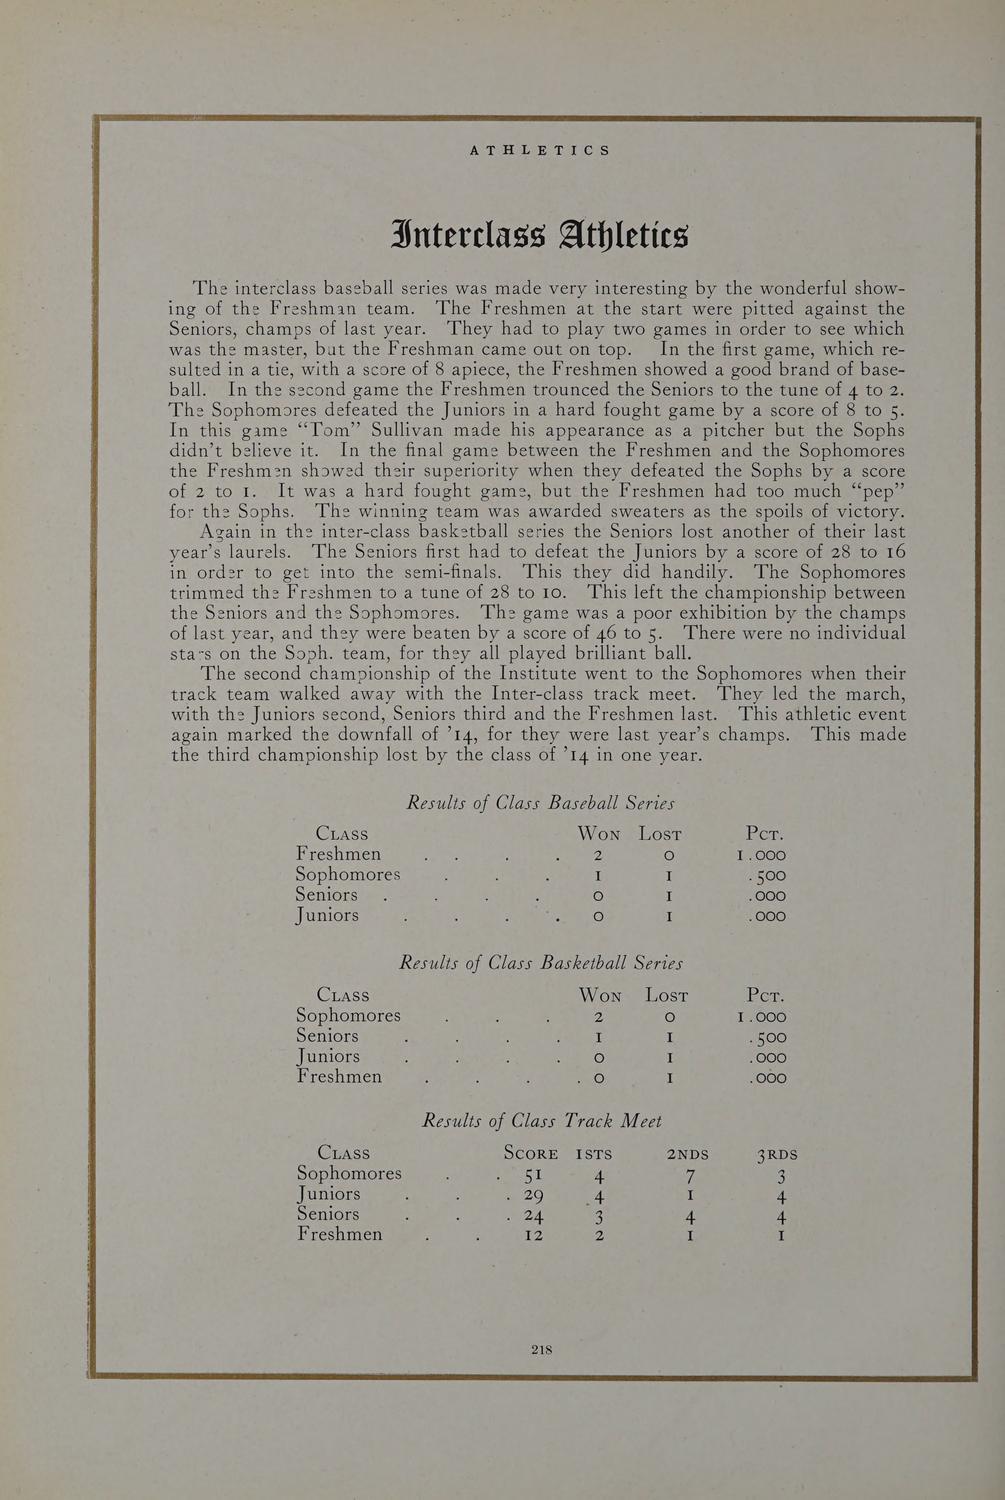 ATHLETICS
Interclass Athletics
The interclass baseball series was made very interesting by the wonderful show-
ing of the Freshman team. The Freshmen at the start were pitted against the
Seniors, champs of last year. They had to play two games in order to see which
was the master, but the Freshman came out on top. In the first game, which re-
sulted in a tie, with a score of 8 apiece, the Freshmen showed a good brand of base-
ball. In the second game the Freshmen trounced the Seniors to the tune of 4 to 2.
The Sophomores defeated the Juniors in a hard fought game by a score of 8 to 5.
In this game “Tom” Sullivan made his appearance as a pitcher but the Sophs
didn’t believe it. In the final game between the Freshmen and the Sophomores
the Freshmen showed their superiority when they defeated the Sophs by a score
of 2 to 1. It was a hard fought game, but the Freshmen had too much “pep”
for the Sophs. The winning team was awarded sweaters as the spoils of victory.
Again in the inter-class basketball series the Seniors lost another of their last
year’s laurels. The Seniors first had to defeat the Juniors by a score of 28 to 16
in order to get into the semi-finals. This they did handily. The Sophomores
trimmed the Freshmen to a tune of 28 to 10. This left the championship between
the Seniors and the Sophomores. The game was a poor exhibition by the champs
of last year, and they were beaten by a score of 46 to 5. There were no individual
stars on the Soph. team, for they all played brilliant ball.
The second championship of the Institute went to the Sophomores when their
track team walked away with the Inter-class track meet. They led the march,
with the Juniors second, Seniors third and the Freshmen last. This athletic event
again marked the downfall of ’14, for they were last year’s champs. This made
the third championship lost by the class of ’14 in one year.
Results of Class Baseball Series
CLASS WON LOST PCT.
Freshmen . . . . 2 0 1.000
Sophomores . . . 1 1 .500
Seniors . . . . 0 1 .000
Juniors . . . . 0 1 .000
Results of Class Basketball Series
CLASS WON LOST PCT.
Sophomores . . . 2 0 1.000
Seniors . . . . 1 1 .500
Juniors . . . . 0 1 .000
Freshmen . . . . 0 1 .000
Results of Class Track Meet
CLASS SCORE 1STS 2NDS 3RDS
Sophomores . . 51 4 7 3
Juniors . . . 29 4 1 4
Seniors . . . 24 3 4 4
Freshmen . . 12 2 1 1
218